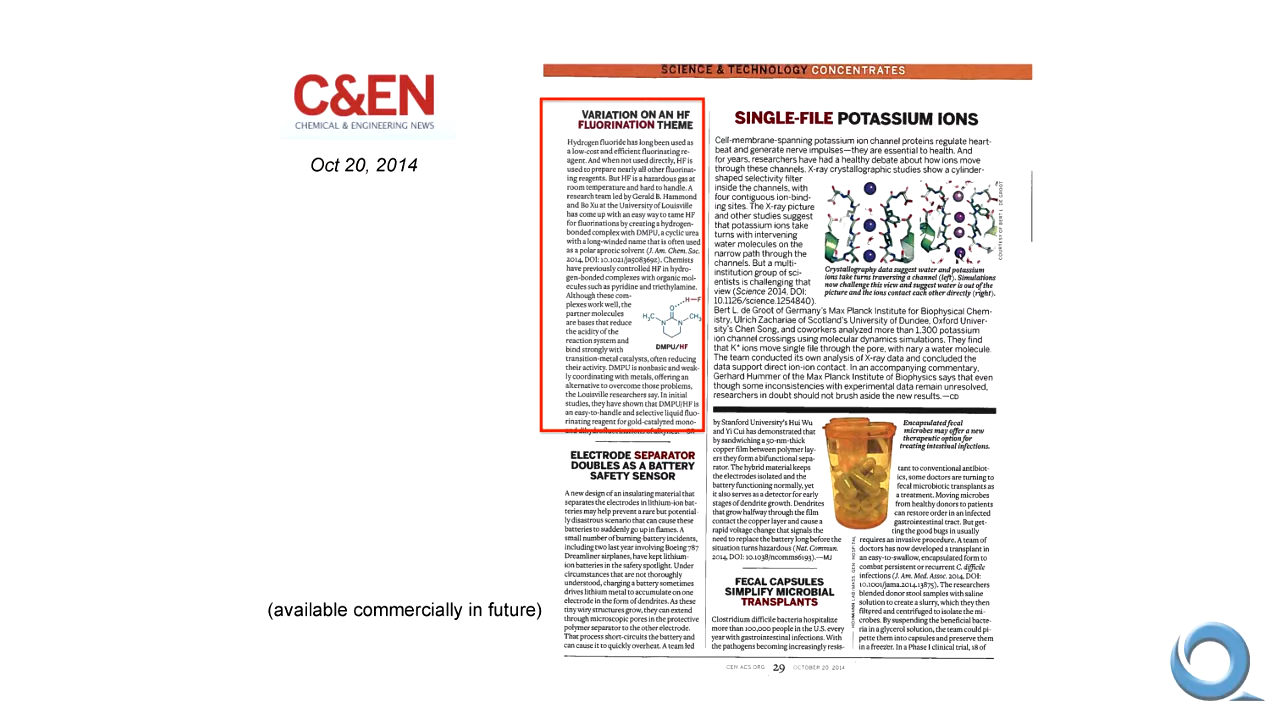 C&EN
CHEMICAL & ENGINEERING NEWS
Oct 20, 2014
(available commercially in future)
SCIENCE & TECHNOLOGY CONCENTRATES
VARIATION ON AN HF
FLUORINATION THEME
Hydrogen fluoride has long been used as
a low-cost and efficient fluorinating re-
agent. And when not used directly, HF is
used to prepare nearly all other fluorinat-
ing reagents. But HF is a hazardous gas at
room temperature and hard to handle. A
research team led by Gerald B. Hammond
and Bo Xu at the University of Louisville
has come up with an easy way to tame HF
for fluorinations by creating a hydrogen-
bonded complex with DMPU, a cyclic urea
with a long-winded name that is often used
as a polar aprotic solvent (J. Am. Chem. Soc.
2014, DOI: 10.1021/ja508369z). Chemists
have previously controlled HF in hydro-
gen-bonded complexes with organic mol-
ecules such as pyridine and triethylamine.
Although these com-
plexes work well, the
partner molecules
are bases that reduce
the acidity of the
reaction system and
bind strongly with
transition-metal catalysts, often reducing
their activity. DMPU is nonbasic and weak-
ly coordinating with metals, offering an
alternative to overcome those problems,
the Louisville researchers say. In initial
studies, they have shown that DMPU/HF is
an easy-to-handle and selective liquid fluo-
rinating reagent for gold-catalyzed mono-
and dihydrofluorinations of alkynes.
H–F
O
H₃C
N
N
CH₃
DMPU/HF
ELECTRODE SEPARATOR
DOUBLES AS A BATTERY
SAFETY SENSOR
A new design of an insulating material that
separates the electrodes in lithium-ion bat-
teries may help prevent a rare but potential-
ly disastrous scenario that can cause these
batteries to suddenly go up in flames. A
small number of burning-battery incidents,
including two last year involving Boeing 787
Dreamliner airplanes, have kept lithium-
ion batteries in the safety spotlight. Under
circumstances that are not thoroughly
understood, charging a battery sometimes
drives lithium metal to accumulate on one
electrode in the form of dendrites. As these
tiny wiry structures grow, they can extend
through microscopic pores in the protective
polymer separator to the other electrode.
That process short-circuits the battery and
can cause it to quickly overheat. A team led
SINGLE-FILE POTASSIUM IONS
Cell-membrane-spanning potassium ion channel proteins regulate heart-
beat and generate nerve impulses—they are essential to health. And
for years, researchers have had a healthy debate about how ions move
through these channels. X-ray crystallographic studies show a cylinder-
shaped selectivity filter
inside the channels, with
four contiguous ion-bind-
ing sites. The X-ray picture
and other studies suggest
that potassium ions take
turns with intervening
water molecules on the
narrow path through the
channels. But a multi-
institution group of sci-
entists is challenging that
view (Science 2014, DOI:
10.1126/science.1254840).
Bert L. de Groot of Germany's Max Planck Institute for Biophysical Chem-
istry, Ulrich Zachariae of Scotland's University of Dundee, Oxford Univer-
sity's Chen Song, and coworkers analyzed more than 1,300 potassium
ion channel crossings using molecular dynamics simulations. They find
that K⁺ ions move single file through the pore, with nary a water molecule.
The team conducted its own analysis of X-ray data and concluded the
data support direct ion-ion contact. In an accompanying commentary,
Gerhard Hummer of the Max Planck Institute of Biophysics says that even
though some inconsistencies with experimental data remain unresolved,
researchers in doubt should not brush aside the new results.—CD
COURTESY OF BERT L. DE GROOT
Crystallography data suggest water and potassium
ions take turns traversing a channel (left). Simulations
now challenge this view and suggest water is out of the
picture and the ions contact each other directly (right).
by Stanford University's Hui Wu
and Yi Cui has demonstrated that
by sandwiching a 50-nm-thick
copper film between polymer lay-
ers they form a bifunctional sepa-
rator. The hybrid material keeps
the electrodes isolated and the
battery functioning normally, yet
it also serves as a detector for early
stages of dendrite growth. Dendrites
that grow halfway through the film
contact the copper layer and cause a
rapid voltage change that signals the
need to replace the battery long before the
situation turns hazardous (Nat. Commun.
2014, DOI: 10.1038/ncomms6193).—MJ
FECAL CAPSULES
SIMPLIFY MICROBIAL
TRANSPLANTS
Clostridium difficile bacteria hospitalize
more than 100,000 people in the U.S. every
year with gastrointestinal infections. With
the pathogens becoming increasingly resis-
Encapsulated fecal
microbes may offer a new
therapeutic option for
treating intestinal infections.
tant to conventional antibiot-
ics, some doctors are turning to
fecal microbiotic transplants as
a treatment. Moving microbes
from healthy donors to patients
can restore order in an infected
gastrointestinal tract. But get-
ting the good bugs in usually
requires an invasive procedure. A team of
doctors has now developed a transplant in
an easy-to-swallow, encapsulated form to
combat persistent or recurrent C. difficile
infections (J. Am. Med. Assoc. 2014, DOI:
10.1001/jama.2014.13875). The researchers
blended donor stool samples with saline
solution to create a slurry, which they then
filtered and centrifuged to isolate the mi-
crobes. By suspending the beneficial bacte-
ria in a glycerol solution, the team could pi-
pette them into capsules and preserve them
in a freezer. In a Phase I clinical trial, 18 of
CEN.ACS.ORG 29 OCTOBER 20, 2014